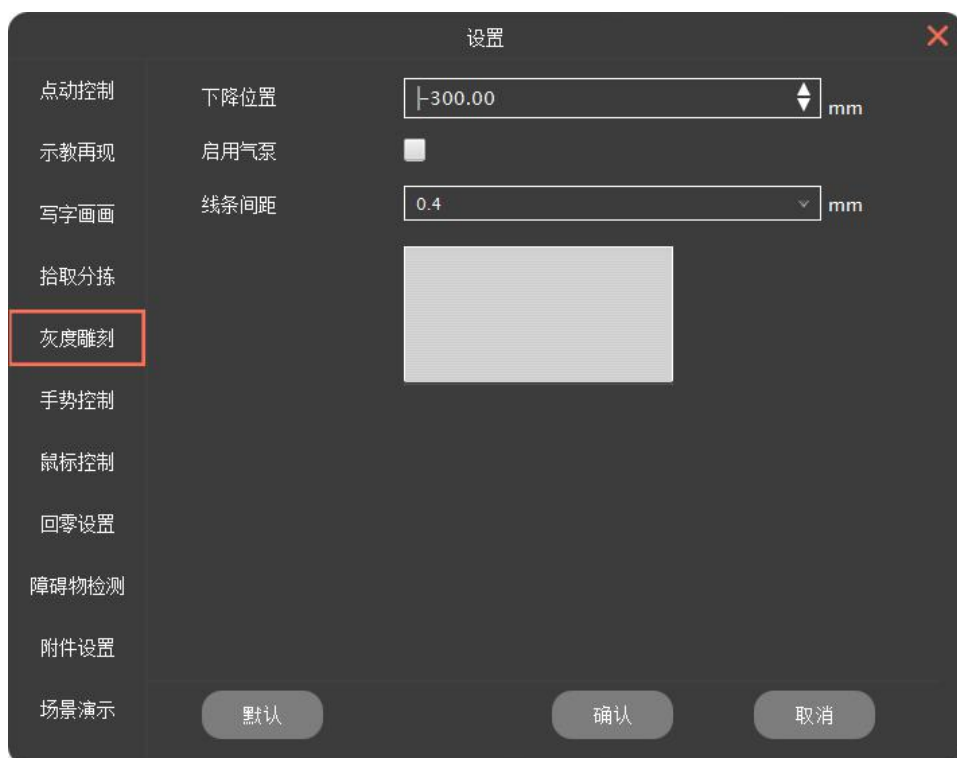 设置
点动控制
示教再现
写字画画
拾取分拣
灰度雕刻
手势控制
鼠标控制
回零设置
障碍物检测
附件设置
场景演示
下降位置 -300.00 mm
启用气泵
线条间距 0.4 mm
默认 确认 取消